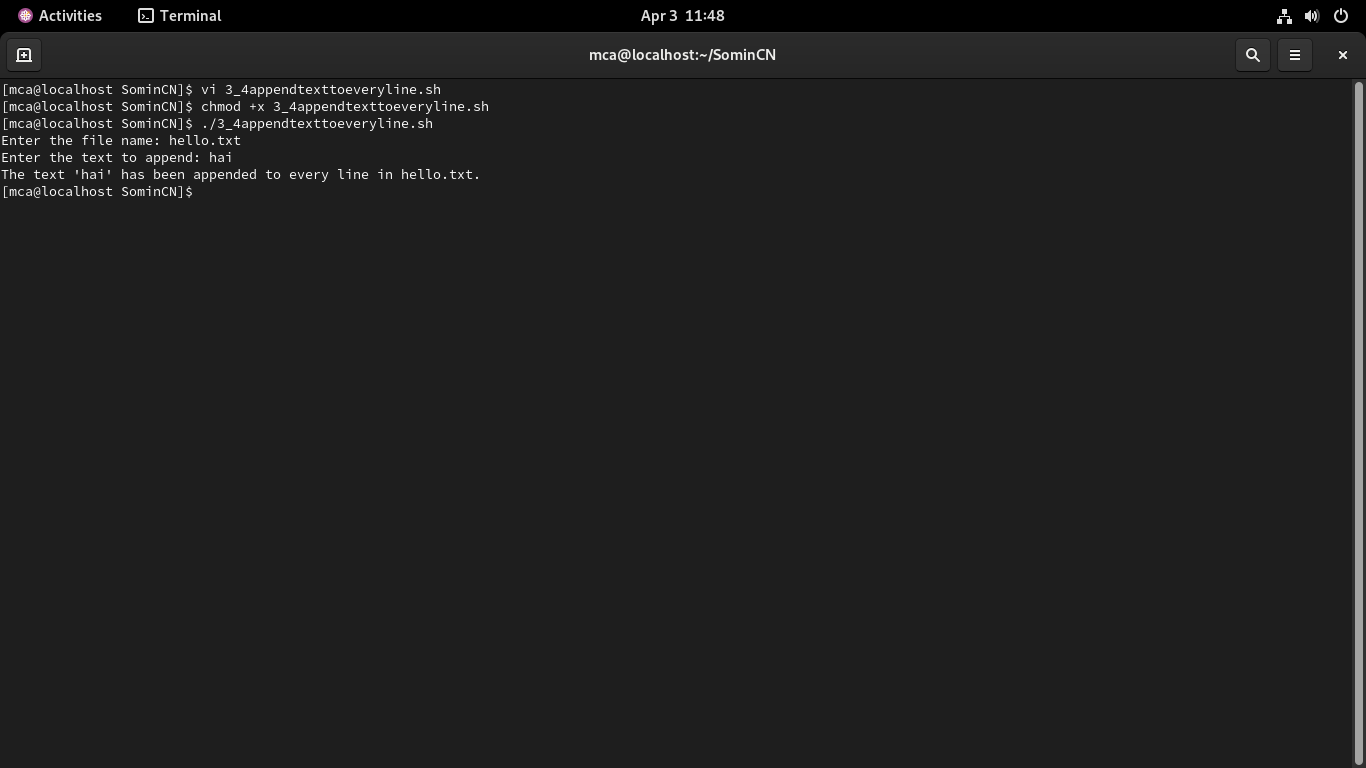 Activities Terminal Apr 3 11:48
mca@localhost:~/SominCN
[mca@localhost SominCN]$ vi 3_4appendtexttoeveryline.sh
[mca@localhost SominCN]$ chmod +x 3_4appendtexttoeveryline.sh
[mca@localhost SominCN]$ ./3_4appendtexttoeveryline.sh
Enter the file name: hello.txt
Enter the text to append: hai
The text 'hai' has been appended to every line in hello.txt.
[mca@localhost SominCN]$